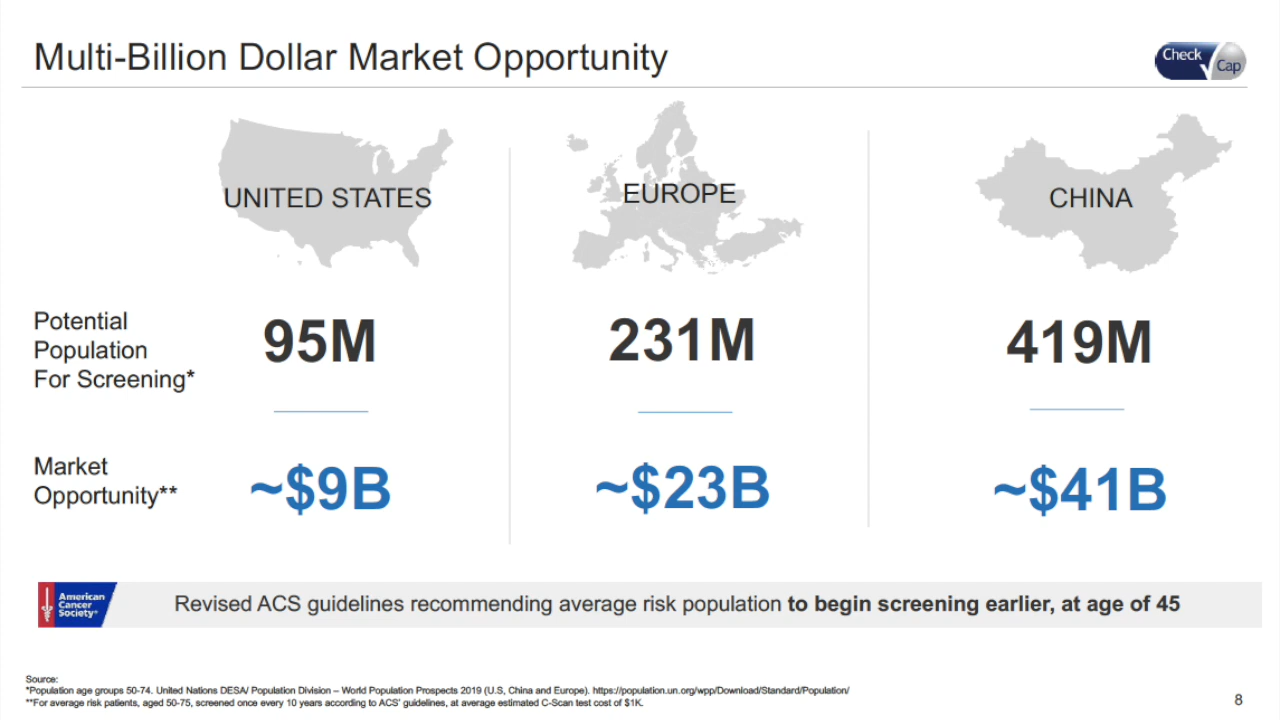 Multi-Billion Dollar Market Opportunity
Check
Cap
UNITED STATES
EUROPE
CHINA
Potential
Population
For Screening*
95M
231M
419M
Market
Opportunity**
~$9B
~$23B
~$41B
American
Cancer
Society®
Revised ACS guidelines recommending average risk population to begin screening earlier, at age of 45
Source:
*Population age groups 50-74. United Nations DESA/ Population Division – World Population Prospects 2019 (U.S, China and Europe). https://population.un.org/wpp/Download/Standard/Population/
**For average risk patients, aged 50-75, screened once every 10 years according to ACS' guidelines, at average estimated C-Scan test cost of $1K.
8